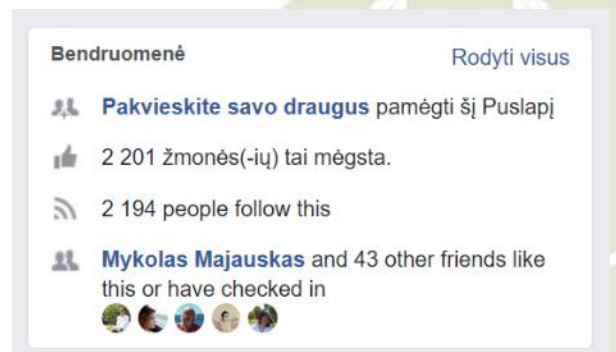 Bendruomenė
Rodyti visus
Pakvieskite savo draugus pamėgti šį Puslapį
2 201 žmonės(-ių) tai mėgsta.
2 194 people follow this
Mykolas Majauskas and 43 other friends like
this or have checked in